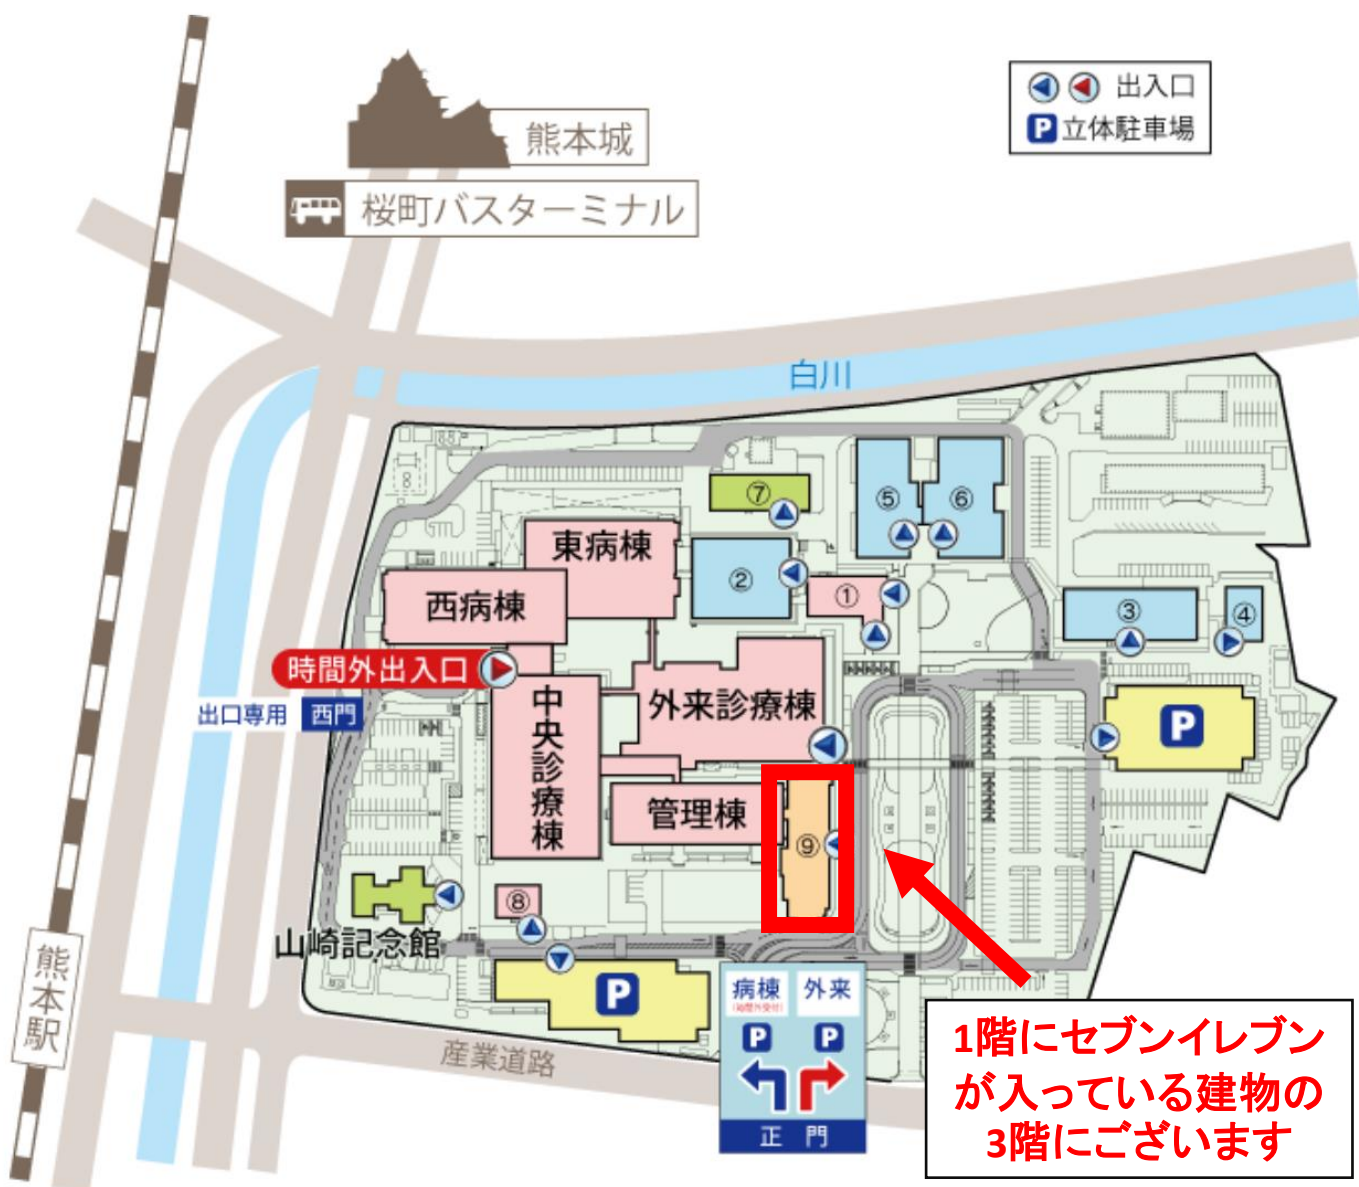 出入口
P 立体駐車場
熊本城
桜町バスターミナル
白川
⑦
⑤
⑥
東病棟
②
①
西病棟
③
④
時間外出入口
外来診療棟
出口専用 西門
中央診療棟
P
管理棟
⑨
⑧
山崎記念館
熊本駅
P
病棟 外来
P P
正門
産業道路
1階にセブンイレブン
が入っている建物の
3階にございます